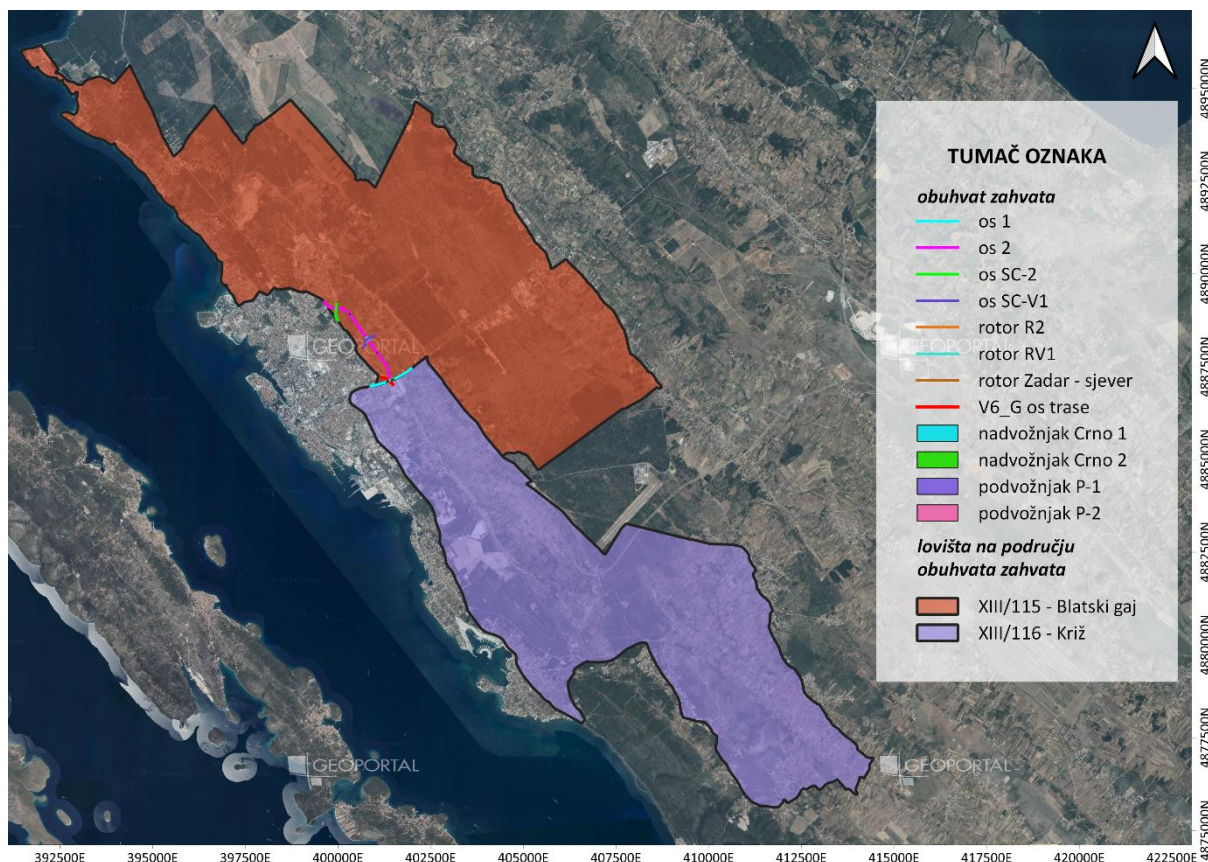 TUMAČ OZNAKA
obuhvat zahvata
os 1
os 2
os SC-2
os SC-V1
rotor R2
rotor RV1
rotor Zadar - sjever
V6_G os trase
nadvožnjak Crno 1
nadvožnjak Crno 2
podvožnjak P-1
podvožnjak P-2
lovišta na području
obuhvata zahvata
XIII/115 - Blatski gaj
XIII/116 - Križ
GEOPORTAL
GEOPORTAL
GEOPORTAL
GEOPORTAL
4895000N
4892500N
4890000N
4887500N
4885000N
4882500N
4880000N
4877500N
4875000N
392500E
395000E
397500E
400000E
402500E
405000E
407500E
410000E
412500E
415000E
417500E
420000E
422500E